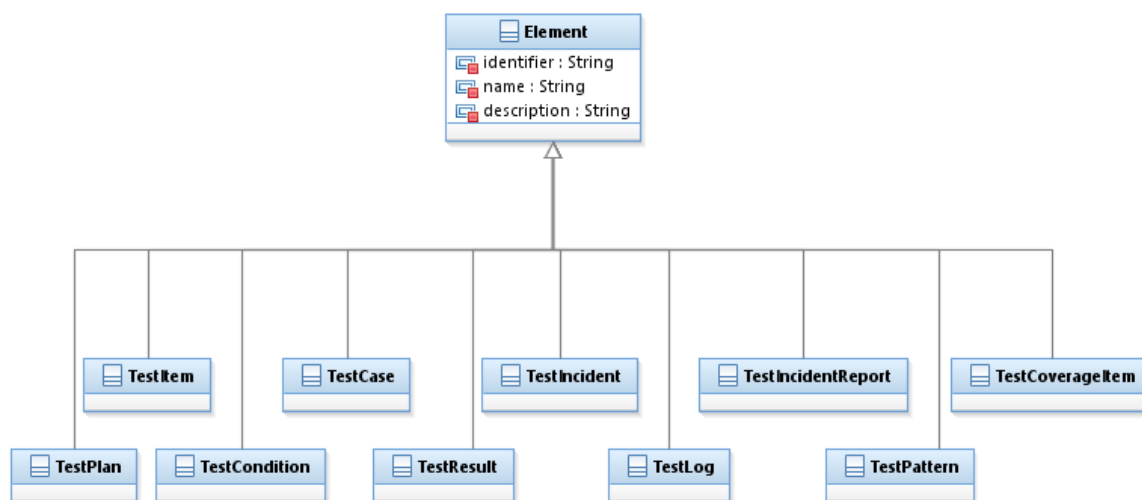 Element
identifier : String
name : String
description : String
TestItem
TestCase
TestIncident
TestIncidentReport
TestCoverageItem
TestPlan
TestCondition
TestResult
TestLog
TestPattern